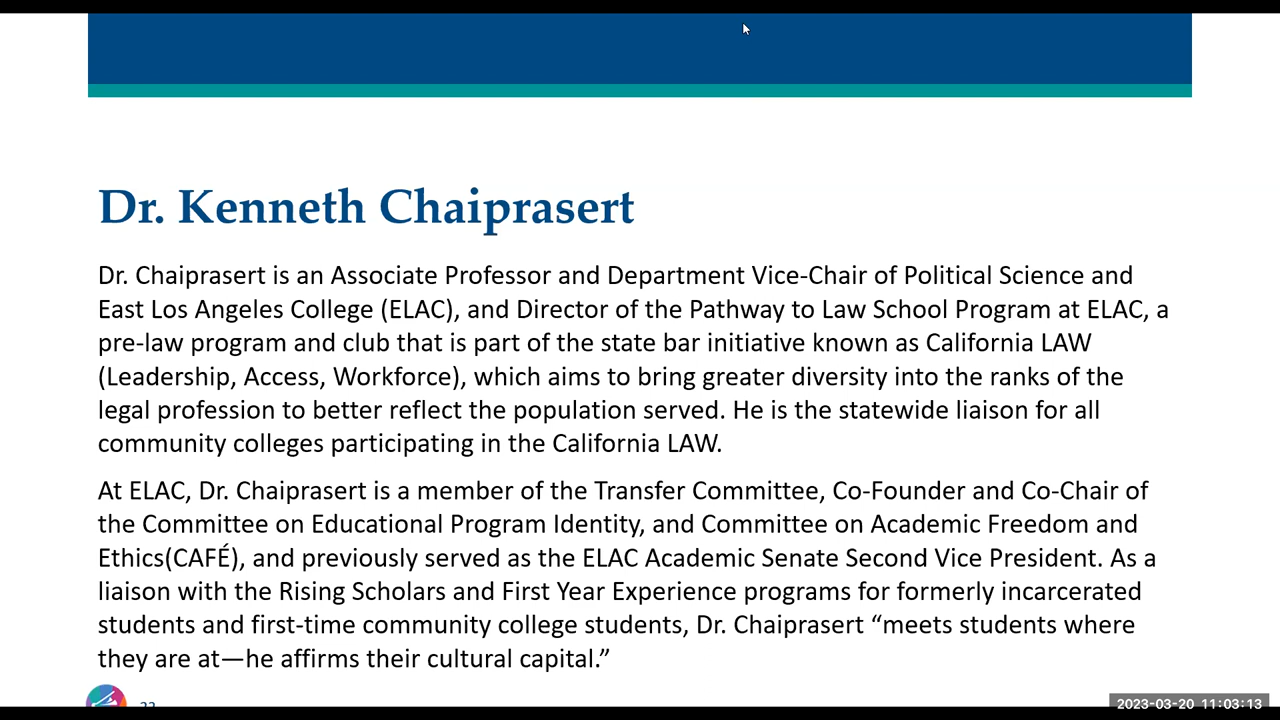 Dr. Kenneth Chaiprasert
Dr. Chaiprasert is an Associate Professor and Department Vice-Chair of Political Science and
East Los Angeles College (ELAC), and Director of the Pathway to Law School Program at ELAC, a
pre-law program and club that is part of the state bar initiative known as California LAW
(Leadership, Access, Workforce), which aims to bring greater diversity into the ranks of the
legal profession to better reflect the population served. He is the statewide liaison for all
community colleges participating in the California LAW.
At ELAC, Dr. Chaiprasert is a member of the Transfer Committee, Co-Founder and Co-Chair of
the Committee on Educational Program Identity, and Committee on Academic Freedom and
Ethics(CAFÉ), and previously served as the ELAC Academic Senate Second Vice President. As a
liaison with the Rising Scholars and First Year Experience programs for formerly incarcerated
students and first-time community college students, Dr. Chaiprasert “meets students where
they are at—he affirms their cultural capital.”
2023-03-20 11:03:13